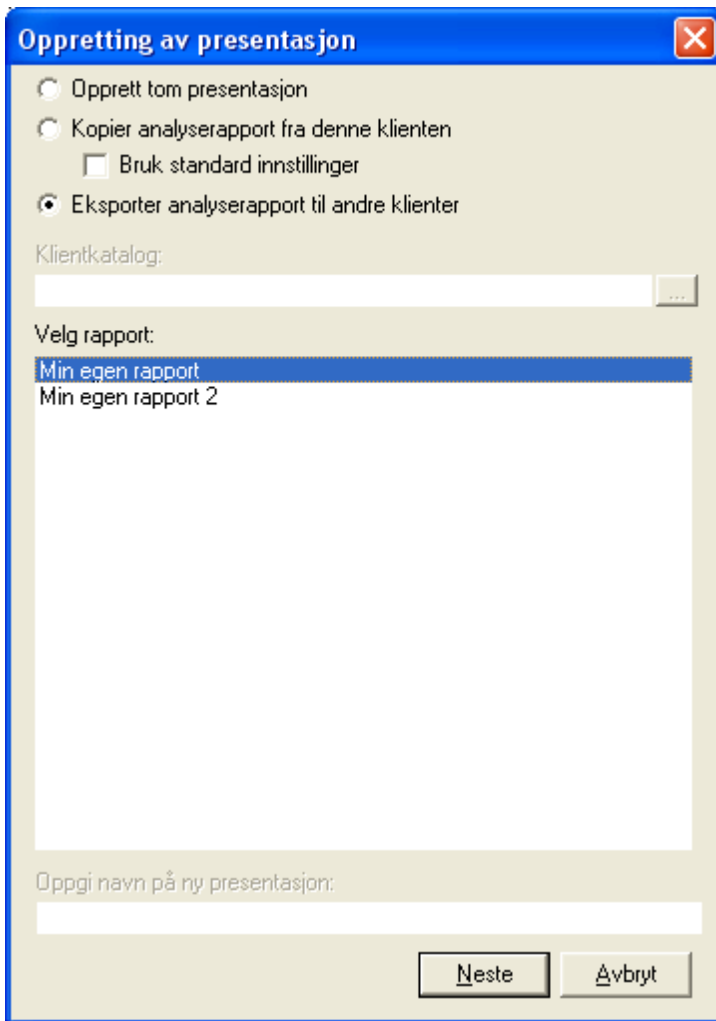 Oppretting av presentasjon
Opprett tom presentasjon
Kopier analyserapport fra denne klienten
Bruk standard innstillinger
Eksporter analyserapport til andre klienter
Klientkatalog:
...
Velg rapport:
Min egen rapport
Min egen rapport 2
Oppgi navn på ny presentasjon:
Neste Avbryt